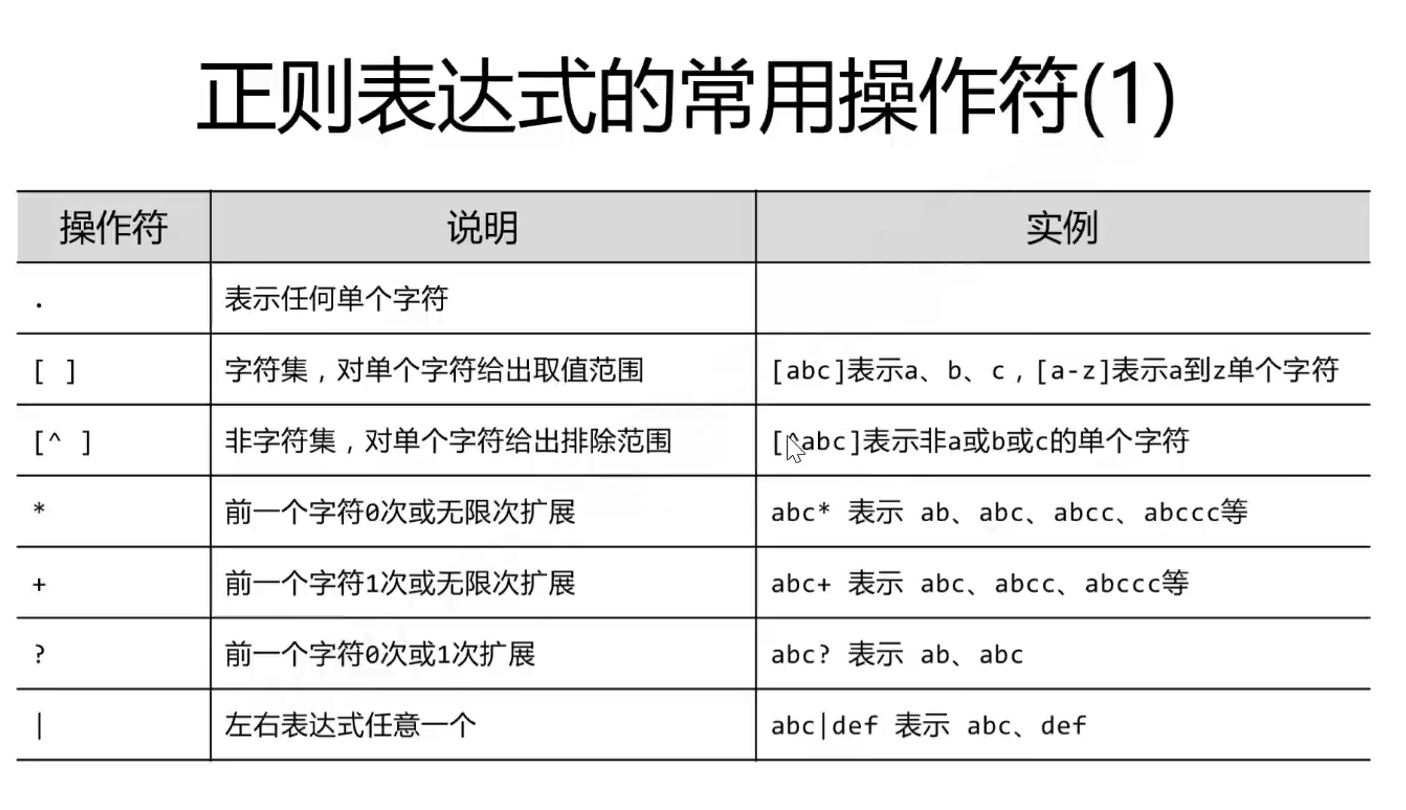 正则表达式的常用操作符(1)
操作符 说明 实例
. 表示任何单个字符
[ ] 字符集，对单个字符给出取值范围 [abc]表示a、b、c，[a-z]表示a到z单个字符
[^ ] 非字符集，对单个字符给出排除范围 [^abc]表示非a或b或c的单个字符
* 前一个字符0次或无限次扩展 abc* 表示 ab、abc、abcc、abccc等
+ 前一个字符1次或无限次扩展 abc+ 表示 abc、abcc、abccc等
? 前一个字符0次或1次扩展 abc? 表示 ab、abc
| 左右表达式任意一个 abc|def 表示 abc、def